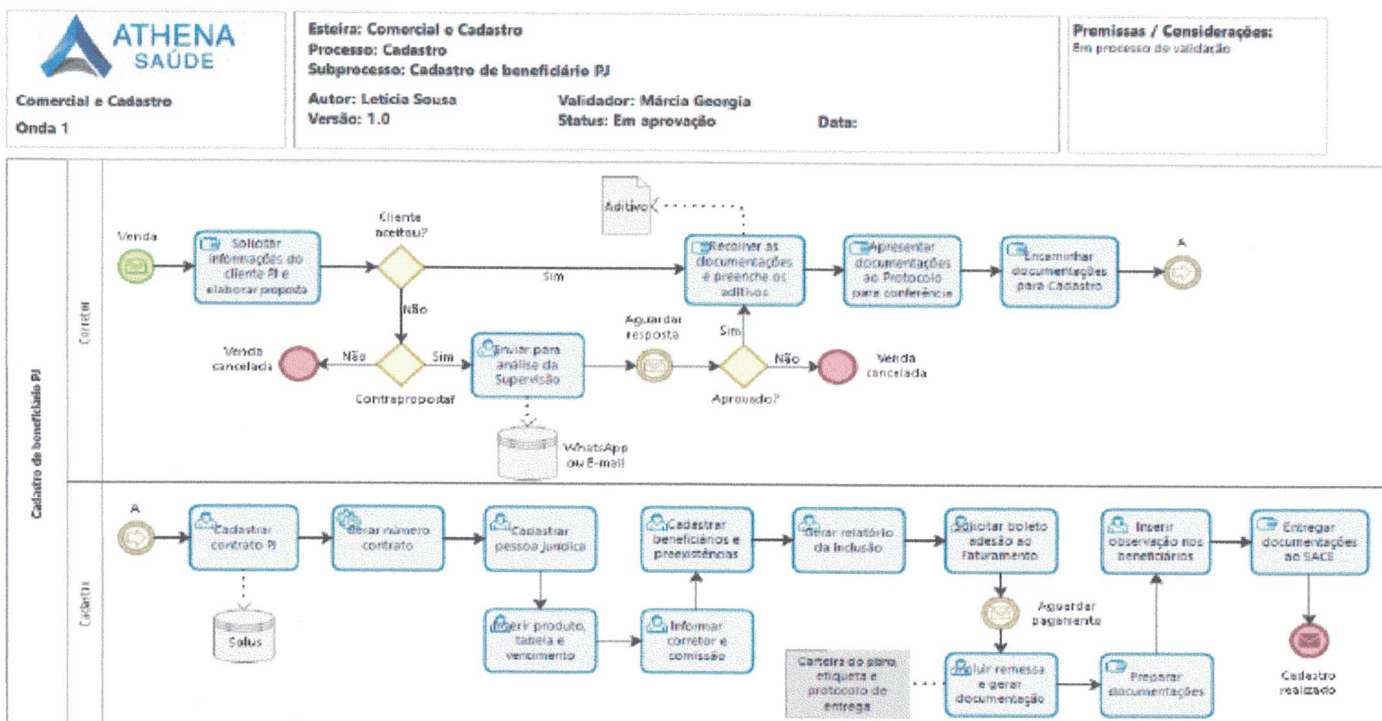 ATHENA
SAÚDE
Comercial e Cadastro
Onda 1
Esteira: Comercial e Cadastro
Processo: Cadastro
Subprocesso: Cadastro de beneficiário PJ
Autor: Letícia Sousa
Validador: Márcia Georgia
Versão: 1.0
Status: Em aprovação
Data:
Premissas / Considerações:
Em processo de validação
Cadastro de beneficiário PJ
Corretor
Venda
Solicitar
informações do
cliente PJ e
elaborar proposta
Cliente
aceitou?
Sim
Não
Aditivo
Recolher as
documentações
e preenche os
aditivos
Apresentar
documentações
ao Protocolo
para conferência
Encaminhar
documentações
para Cadastro
A
Venda
cancelada
Não
Contraproposta?
Sim
Enviar para
análise da
Supervisão
WhatsApp
ou E-mail
Aguardar
resposta
Sim
Aprovado?
Não
Venda
cancelada
Cadastro
A
Cadastrar
contrato PJ
Solus
Gerar número
contrato
Cadastrar
pessoa jurídica
Inserir produto,
tabela e
vencimento
Informar
corretor e
comissão
Cadastrar
beneficiários e
preexistências
Gerar relatório
da inclusão
Solicitar boleto
adesão ao
Faturamento
Aguardar
pagamento
Carteira do plano,
etiqueta e
protocolo de
entrega
Incluir remessa
e gerar
documentação
Preparar
documentações
Inserir
observação nos
beneficiários
Entregar
documentações
ao SACE
Cadastro
realizado